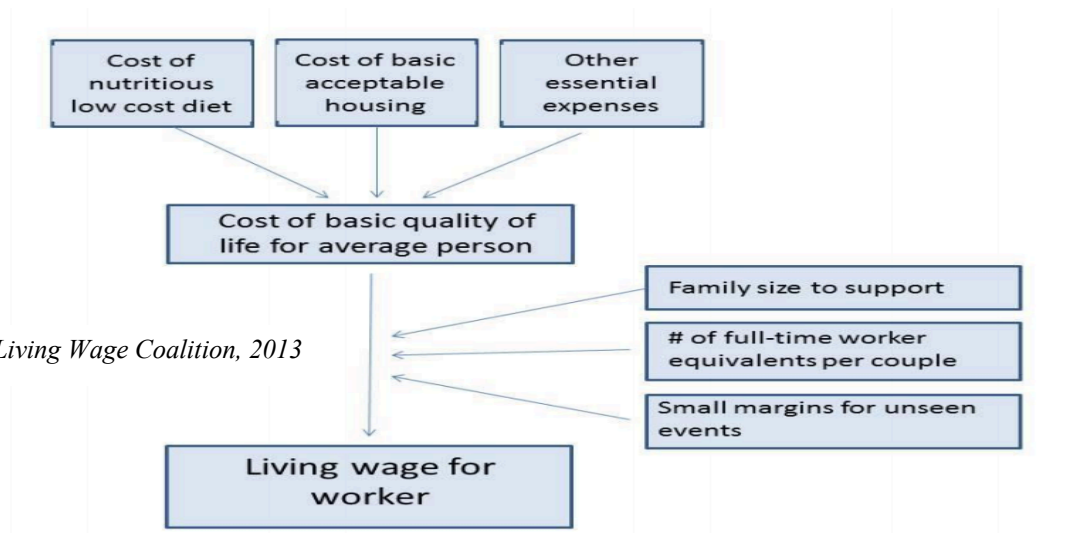 Cost of
nutritious
low cost diet
Cost of basic
acceptable
housing
Other
essential
expenses
Cost of basic quality of
life for average person
Family size to support
# of full-time worker
equivalents per couple
Small margins for unseen
events
Living Wage Coalition, 2013
Living wage for
worker